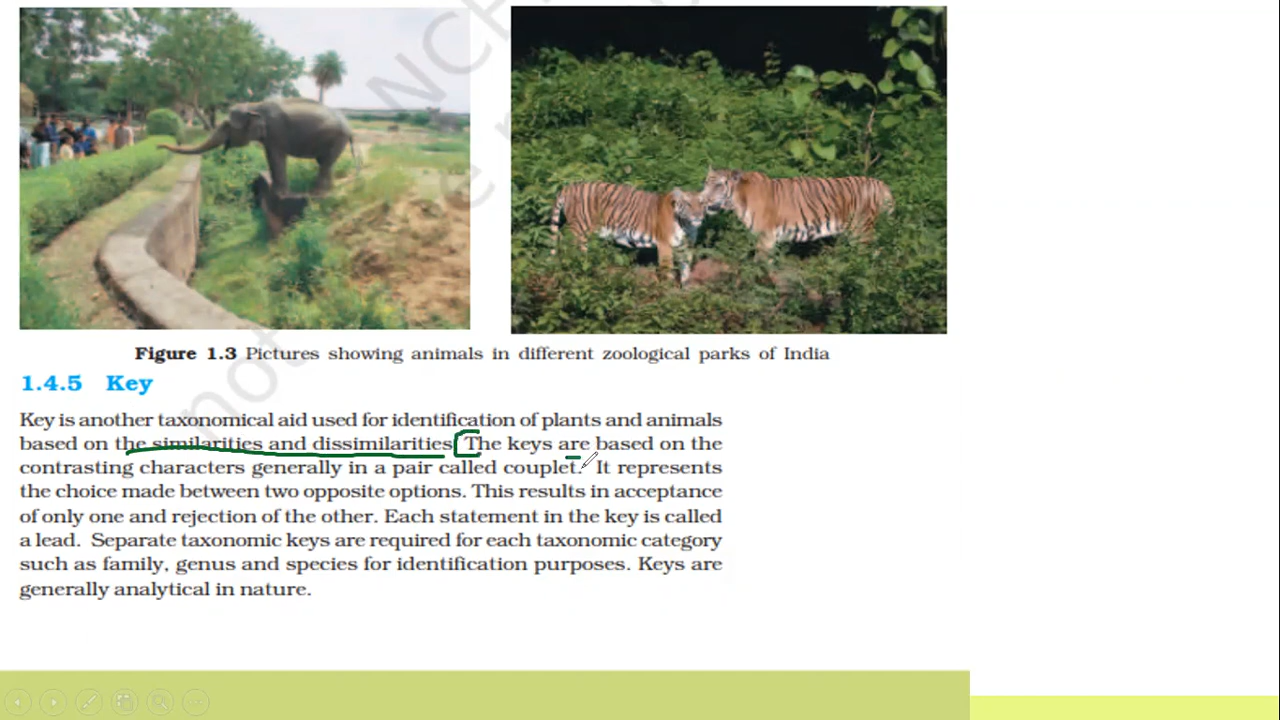 Figure 1.3 Pictures showing animals in different zoological parks of India
1.4.5 Key
Key is another taxonomical aid used for identification of plants and animals
based on the similarities and dissimilarities. The keys are based on the
contrasting characters generally in a pair called couplet. It represents
the choice made between two opposite options. This results in acceptance
of only one and rejection of the other. Each statement in the key is called
a lead. Separate taxonomic keys are required for each taxonomic category
such as family, genus and species for identification purposes. Keys are
generally analytical in nature.